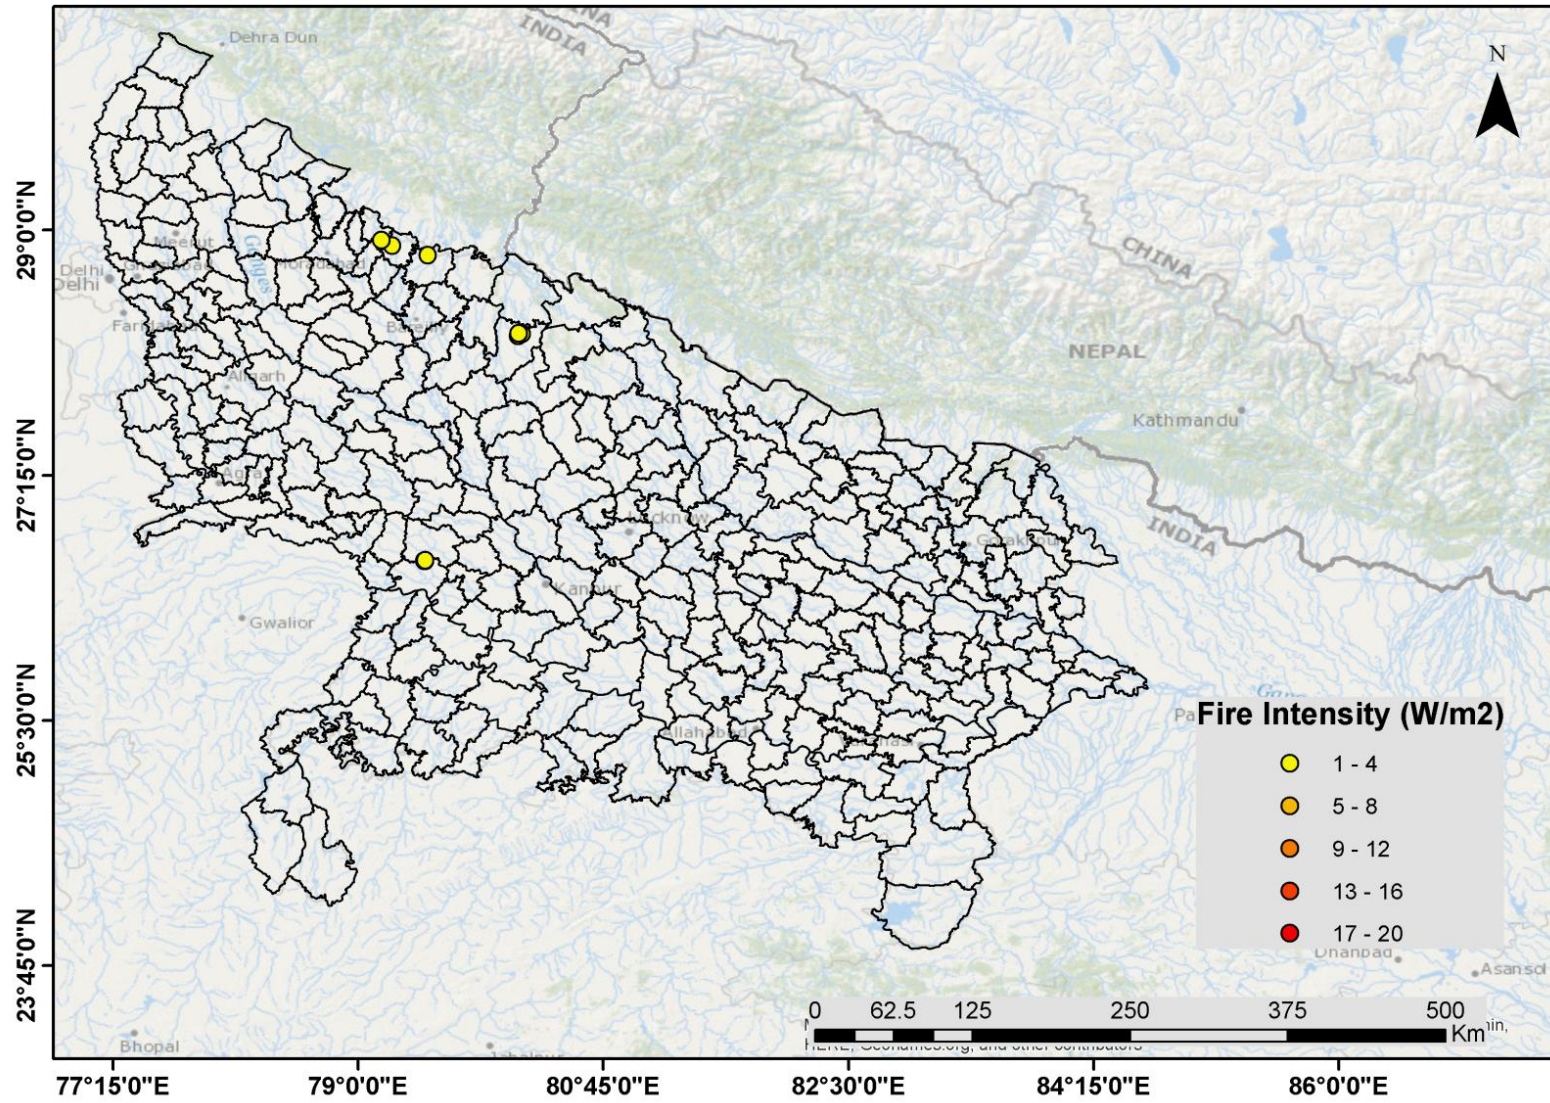 INDIA
Dehra Dun
N
29°0'0"N
Meerut
Ghaziabad
Moradabad
Delhi
Delhi
CHINA
Faridabad
Bareilly
NEPAL
Aligarh
Kathmandu
27°15'0"N
Agra
Lucknow
INDIA
Gorakhpur
Kanpur
Gwalior
25°30'0"N
Allahabad
Varanasi
Fire Intensity (W/m2)
1 - 4
5 - 8
9 - 12
13 - 16
17 - 20
23°45'0"N
Dhanbad
Asansol
0 62.5 125 250 375 500
Km
Bhopal
Jabalpur
HERE, Geonames.org, and other contributors
77°15'0"E 79°0'0"E 80°45'0"E 82°30'0"E 84°15'0"E 86°0'0"E